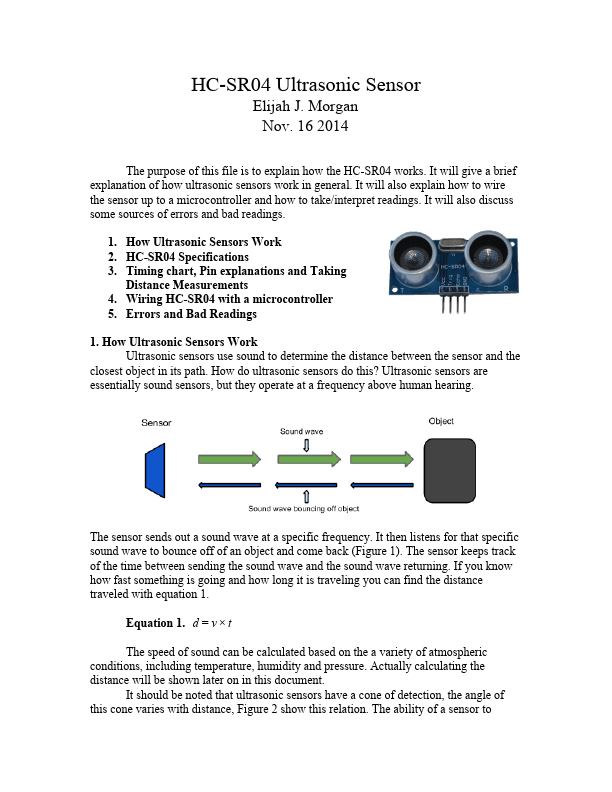 HC-SR04 Ultrasonic Sensor
Elijah J. Morgan
Nov. 16 2014
The purpose of this file is to explain how the HC-SR04 works. It will give a brief
explanation of how ultrasonic sensors work in general. It will also explain how to wire
the sensor up to a microcontroller and how to take/interpret readings. It will also discuss
some sources of errors and bad readings.
1. How Ultrasonic Sensors Work
2. HC-SR04 Specifications
3. Timing chart, Pin explanations and Taking
Distance Measurements
4. Wiring HC-SR04 with a microcontroller
5. Errors and Bad Readings
HC-SR04
Vcc
Trig
Echo
GND
T
R
1. How Ultrasonic Sensors Work
Ultrasonic sensors use sound to determine the distance between the sensor and the
closest object in its path. How do ultrasonic sensors do this? Ultrasonic sensors are
essentially sound sensors, but they operate at a frequency above human hearing.
Sensor
Object
Sound wave
Sound wave bouncing off object
The sensor sends out a sound wave at a specific frequency. It then listens for that specific
sound wave to bounce off of an object and come back (Figure 1). The sensor keeps track
of the time between sending the sound wave and the sound wave returning. If you know
how fast something is going and how long it is traveling you can find the distance
traveled with equation 1.
Equation 1. d = v × t
The speed of sound can be calculated based on the a variety of atmospheric
conditions, including temperature, humidity and pressure. Actually calculating the
distance will be shown later on in this document.
It should be noted that ultrasonic sensors have a cone of detection, the angle of
this cone varies with distance, Figure 2 show this relation. The ability of a sensor to